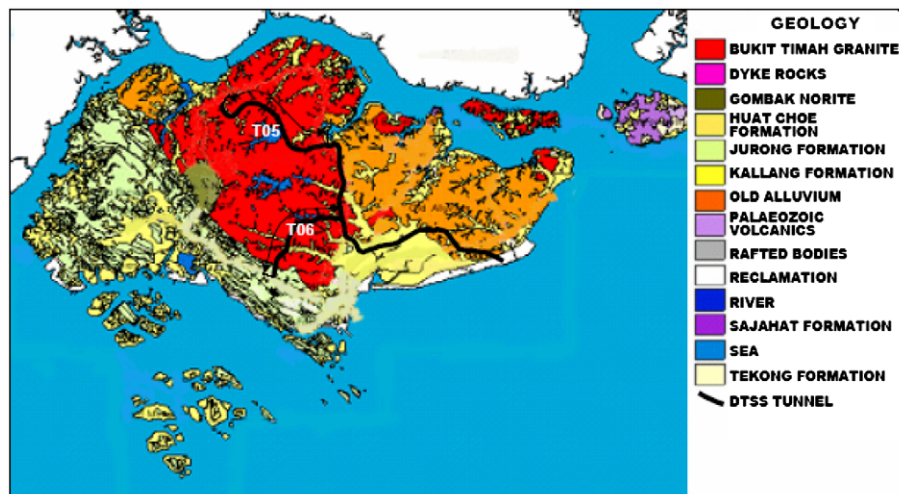 GEOLOGY
BUKIT TIMAH GRANITE
DYKE ROCKS
GOMBAK NORITE
HUAT CHOE
FORMATION
JURONG FORMATION
KALLANG FORMATION
OLD ALLUVIUM
PALAEOZOIC
VOLCANICS
RAFTED BODIES
RECLAMATION
RIVER
SAJAHAT FORMATION
SEA
TEKONG FORMATION
DTSS TUNNEL
T05
T06